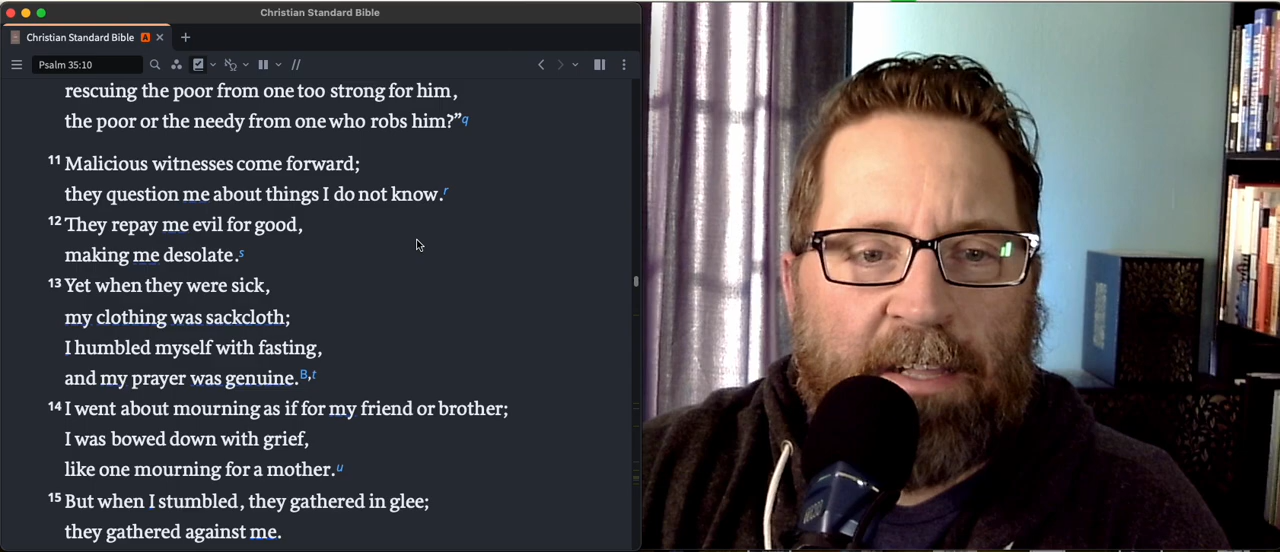 Christian Standard Bible
Christian Standard Bible A
Psalm 35:10
rescuing the poor from one too strong for him,
the poor or the needy from one who robs him?”q
11 Malicious witnesses come forward;
they question me about things I do not know.r
12 They repay me evil for good,
making me desolate.s
13 Yet when they were sick,
my clothing was sackcloth;
I humbled myself with fasting,
and my prayer was genuine.B,t
14 I went about mourning as if for my friend or brother;
I was bowed down with grief,
like one mourning for a mother.u
15 But when I stumbled, they gathered in glee;
they gathered against me.